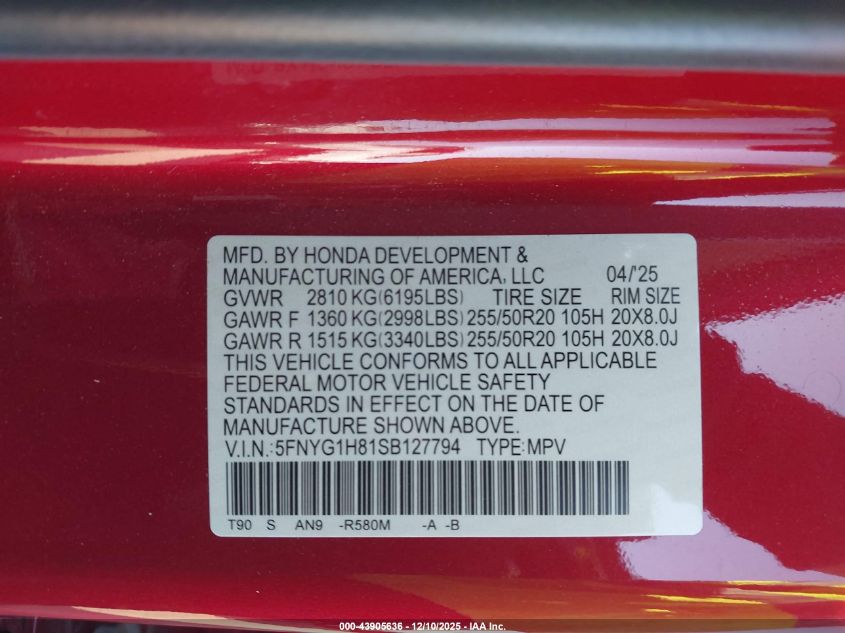 MFD. BY HONDA DEVELOPMENT &
MANUFACTURING OF AMERICA, LLC 04/'25
GVWR 2810 KG(6195LBS) TIRE SIZE RIM SIZE
GAWR F 1360 KG(2998LBS) 255/50R20 105H 20X8.0J
GAWR R 1515 KG(3340LBS) 255/50R20 105H 20X8.0J
THIS VEHICLE CONFORMS TO ALL APPLICABLE
FEDERAL MOTOR VEHICLE SAFETY
STANDARDS IN EFFECT ON THE DATE OF
MANUFACTURE SHOWN ABOVE.
V.I.N.:5FNYG1H81SB127794 TYPE:MPV
T90 S AN9 -R580M -A -B
000-43905636 - 12/10/2025 - IAA Inc.